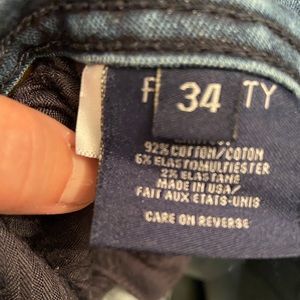 F 34 TY
92% COTTON/COTON
6% ELASTOMULTIESTER
2% ELASTANE
MADE IN USA/
FAIT AUX ETATS-UNIS
CARE ON REVERSE